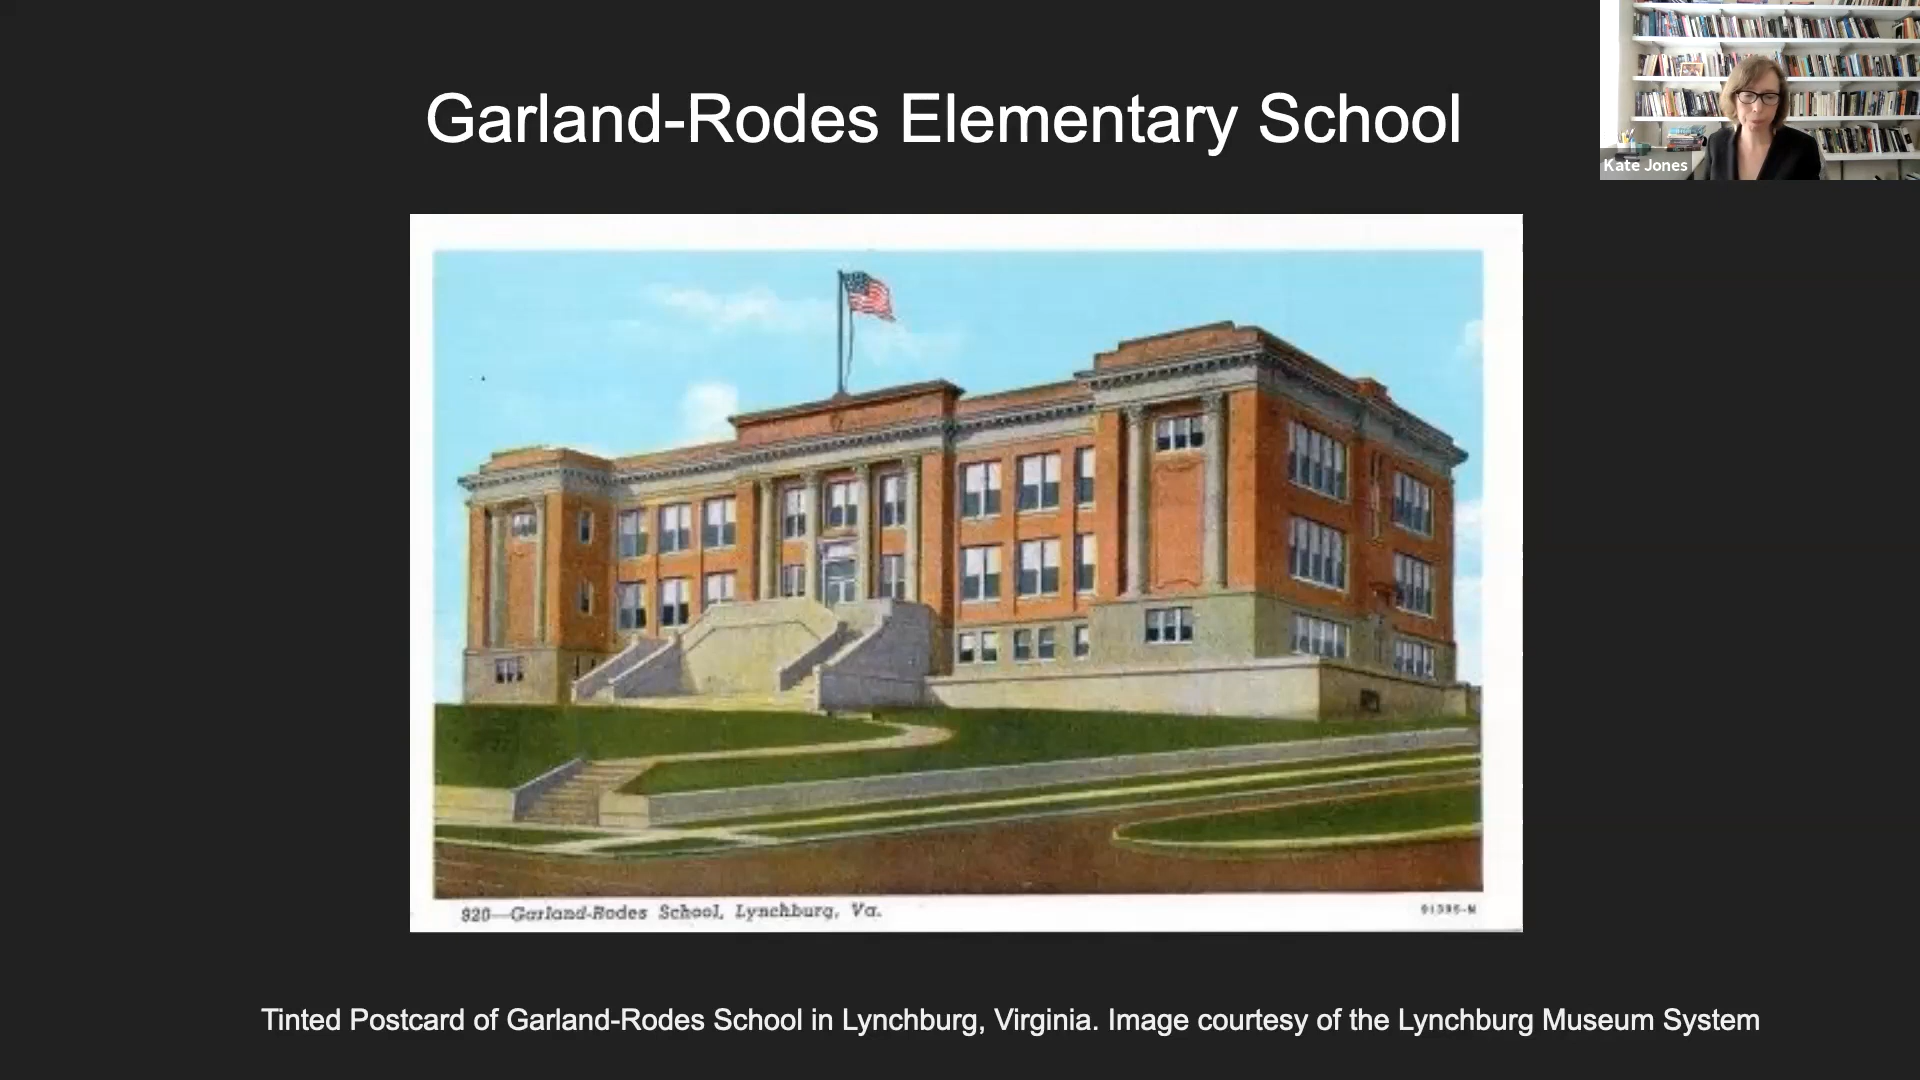 Garland-Rodes Elementary School
Kate Jones
820—Garland-Rodes School, Lynchburg, Va.
Tinted Postcard of Garland-Rodes School in Lynchburg, Virginia. Image courtesy of the Lynchburg Museum System